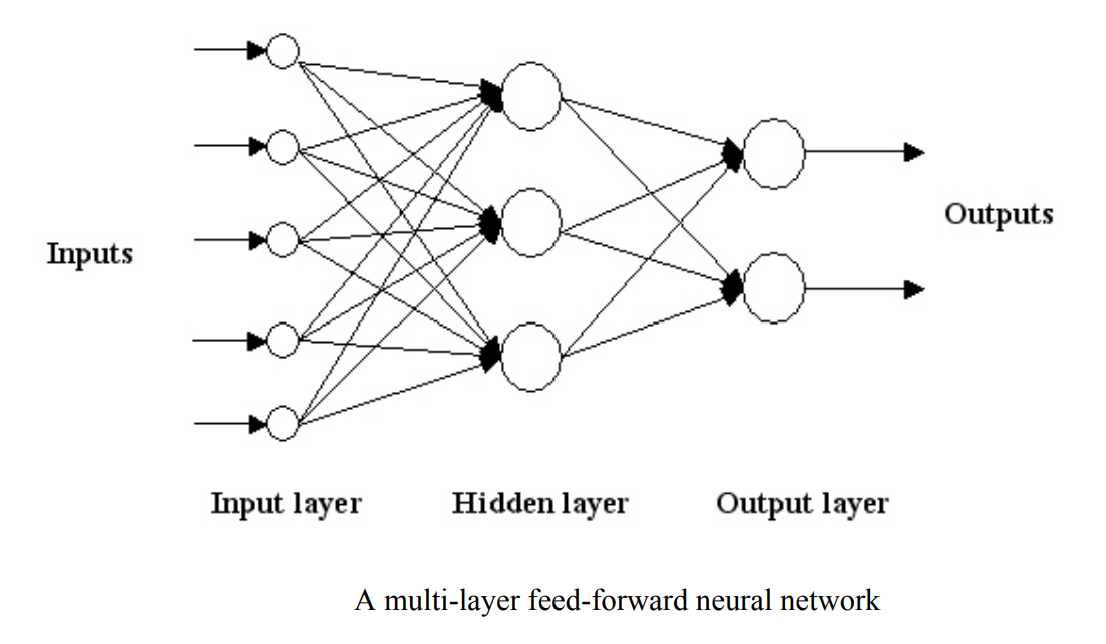 Inputs
Outputs
Input layer
Hidden layer
Output layer
A multi-layer feed-forward neural network